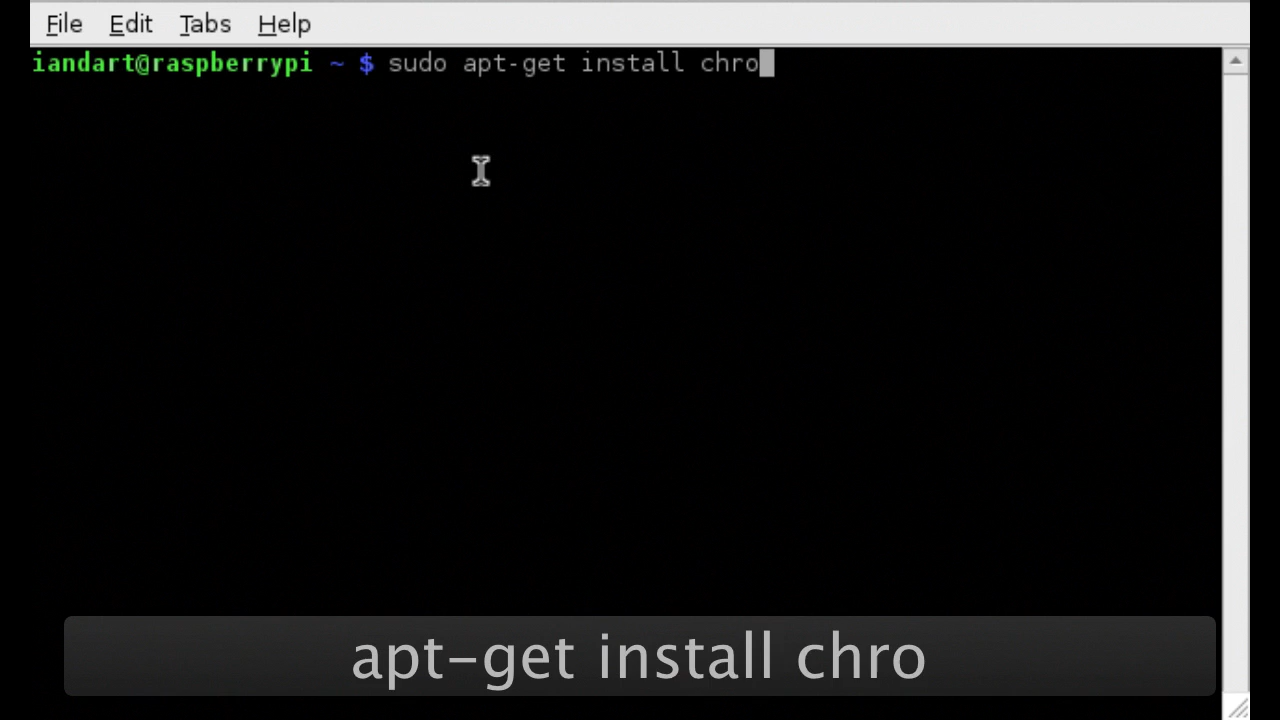 File Edit Tabs Help
iandart@raspberrypi ~ $ sudo apt-get install chro
apt-get install chro